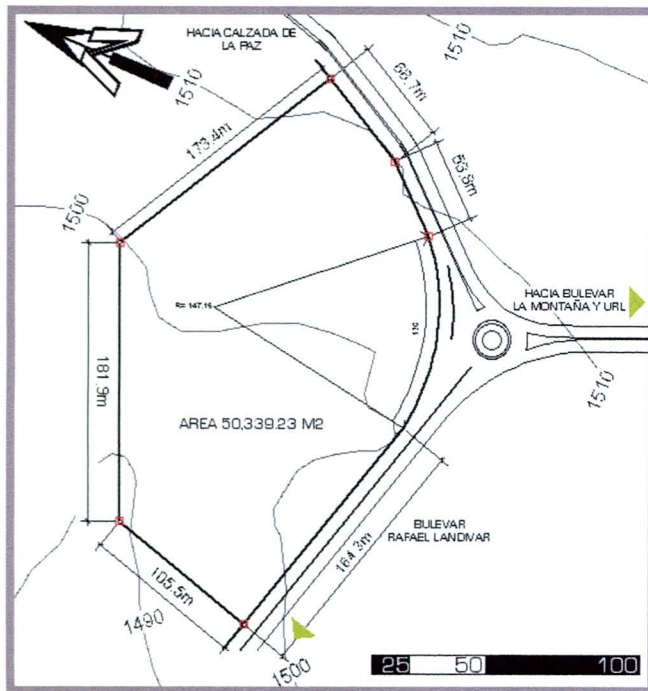 HACIA CALZADA DE
LA PAZ
1510
1510
66.7m
173.4m
53.8m
1500
R= 147.16
130
HACIA BULEVAR
LA MONTAÑA Y URL
181.9m
1510
AREA 50,339.23 M2
BULEVAR
RAFAEL LANDIVAR
164.3m
105.5m
1490
1500
25 50 100